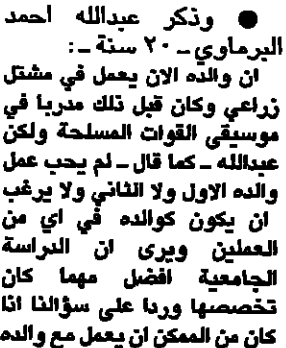 ● وذكر عبدالله احمد
البرماوي ـ ٢٠ سنة ـ :
ان والده الان يعمل في مشتل
زراعي وكان قبل ذلك مدربا في
موسيقى القوات المسلحة ولكن
عبدالله ـ كما قال ـ لم يحب عمل
والده الاول ولا الثاني ولا يرغب
ان يكون كوالده في اي من
العملين ويرى ان الدراسة
الجامعية افضل مهما كان
تخصصها وردا على سؤالنا اذا
كان من الممكن ان يعمل مع والده